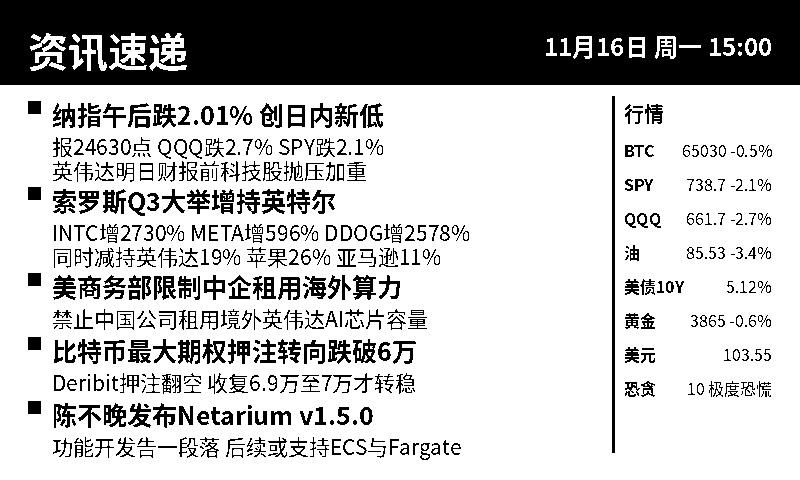 资讯速递
11月16日 周一 15:00
纳指午后跌2.01% 创日内新低
报24630点 QQQ跌2.7% SPY跌2.1%
英伟达明日财报前科技股抛压加重
索罗斯Q3大举增持英特尔
INTC增2730% META增596% DDOG增2578%
同时减持英伟达19% 苹果26% 亚马逊11%
美商务部限制中企租用海外算力
禁止中国公司租用境外英伟达AI芯片容量
比特币最大期权押注转向跌破6万
Deribit押注翻空 收复6.9万至7万才转稳
陈不晚发布Netarium v1.5.0
功能开发告一段落 后续或支持ECS与Fargate
行情
BTC 65030 -0.5%
SPY 738.7 -2.1%
QQQ 661.7 -2.7%
油 85.53 -3.4%
美债10Y 5.12%
黄金 3865 -0.6%
美元 103.55
恐贪 10 极度恐慌